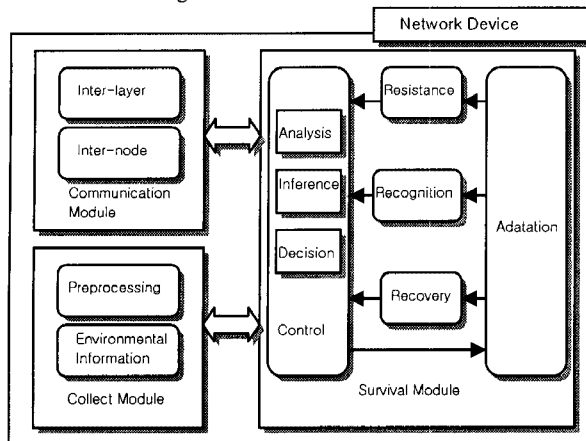 Network Device
Inter-layer
Inter-node
Communication
Module
Preprocessing
Environmental
Information
Collect Module
Analysis
Inference
Decision
Control
Resistance
Recognition
Recovery
Adatation
Survival Module